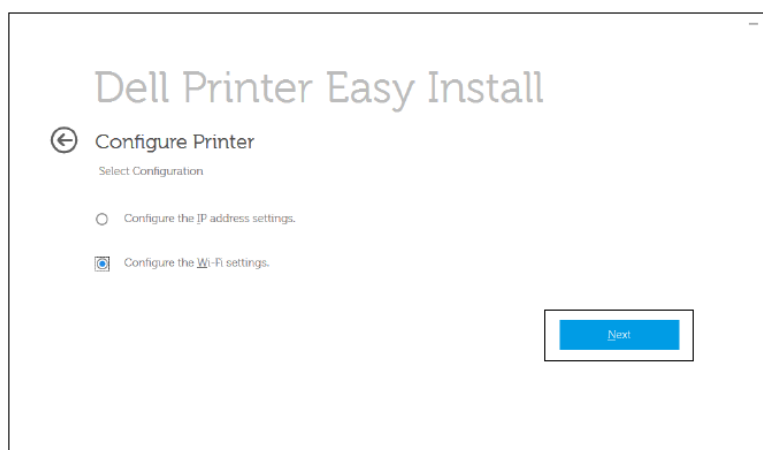 Dell Printer Easy Install
Configure Printer
Select Configuration
Configure the IP address settings.
Configure the Wi-Fi settings.
Next